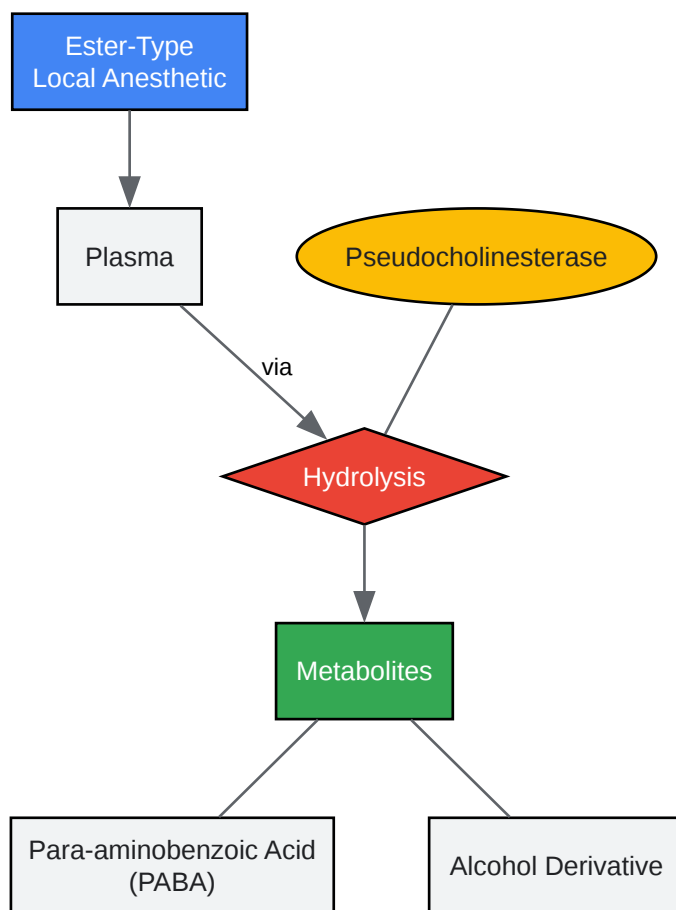 Ester-Type
Local Anesthetic
Plasma
Pseudocholinesterase
via
Hydrolysis
Metabolites
Para-aminobenzoic Acid
(PABA)
Alcohol Derivative